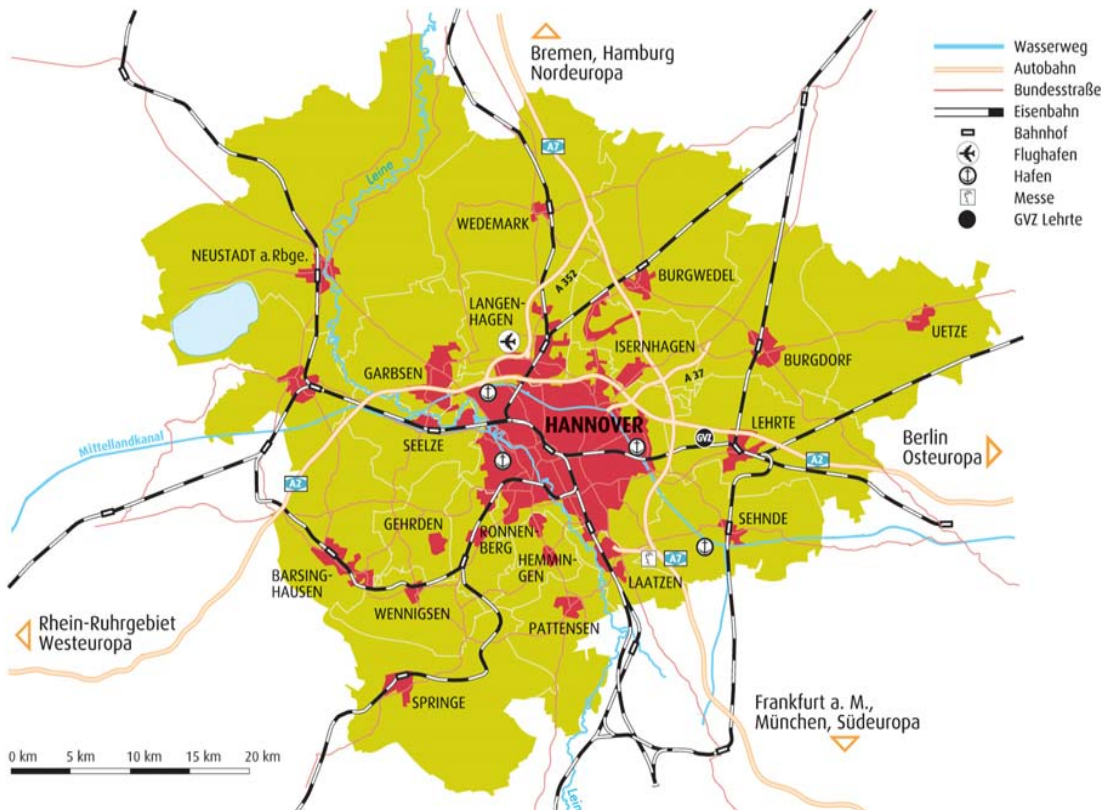 Bremen, Hamburg
Nordeuropa
Wasserweg
Autobahn
Bundesstraße
Eisenbahn
Bahnhof
Flughafen
Hafen
Messe
GVZ Lehrte
A7
Leine
WEDEMARK
NEUSTADT a. Rbge.
A 352
BURGWEDEL
LANGEN-
HAGEN
UETZE
ISERNHAGEN
BURGDORF
GARBSEN
A 37
HANNOVER
LEHRTE
GVZ
SEELZE
Mittellandkanal
Berlin
Osteuropa
A2
A2
SEHNDE
GEHRDEN
RONNEN-
BERG
HEMMIN-
GEN
A7
LAATZEN
BARSING-
HAUSEN
WENNIGSEN
PATTENSEN
Rhein-Ruhrgebiet
Westeuropa
SPRINGE
Frankfurt a. M.,
München, Südeuropa
0 km 5 km 10 km 15 km 20 km
Leine